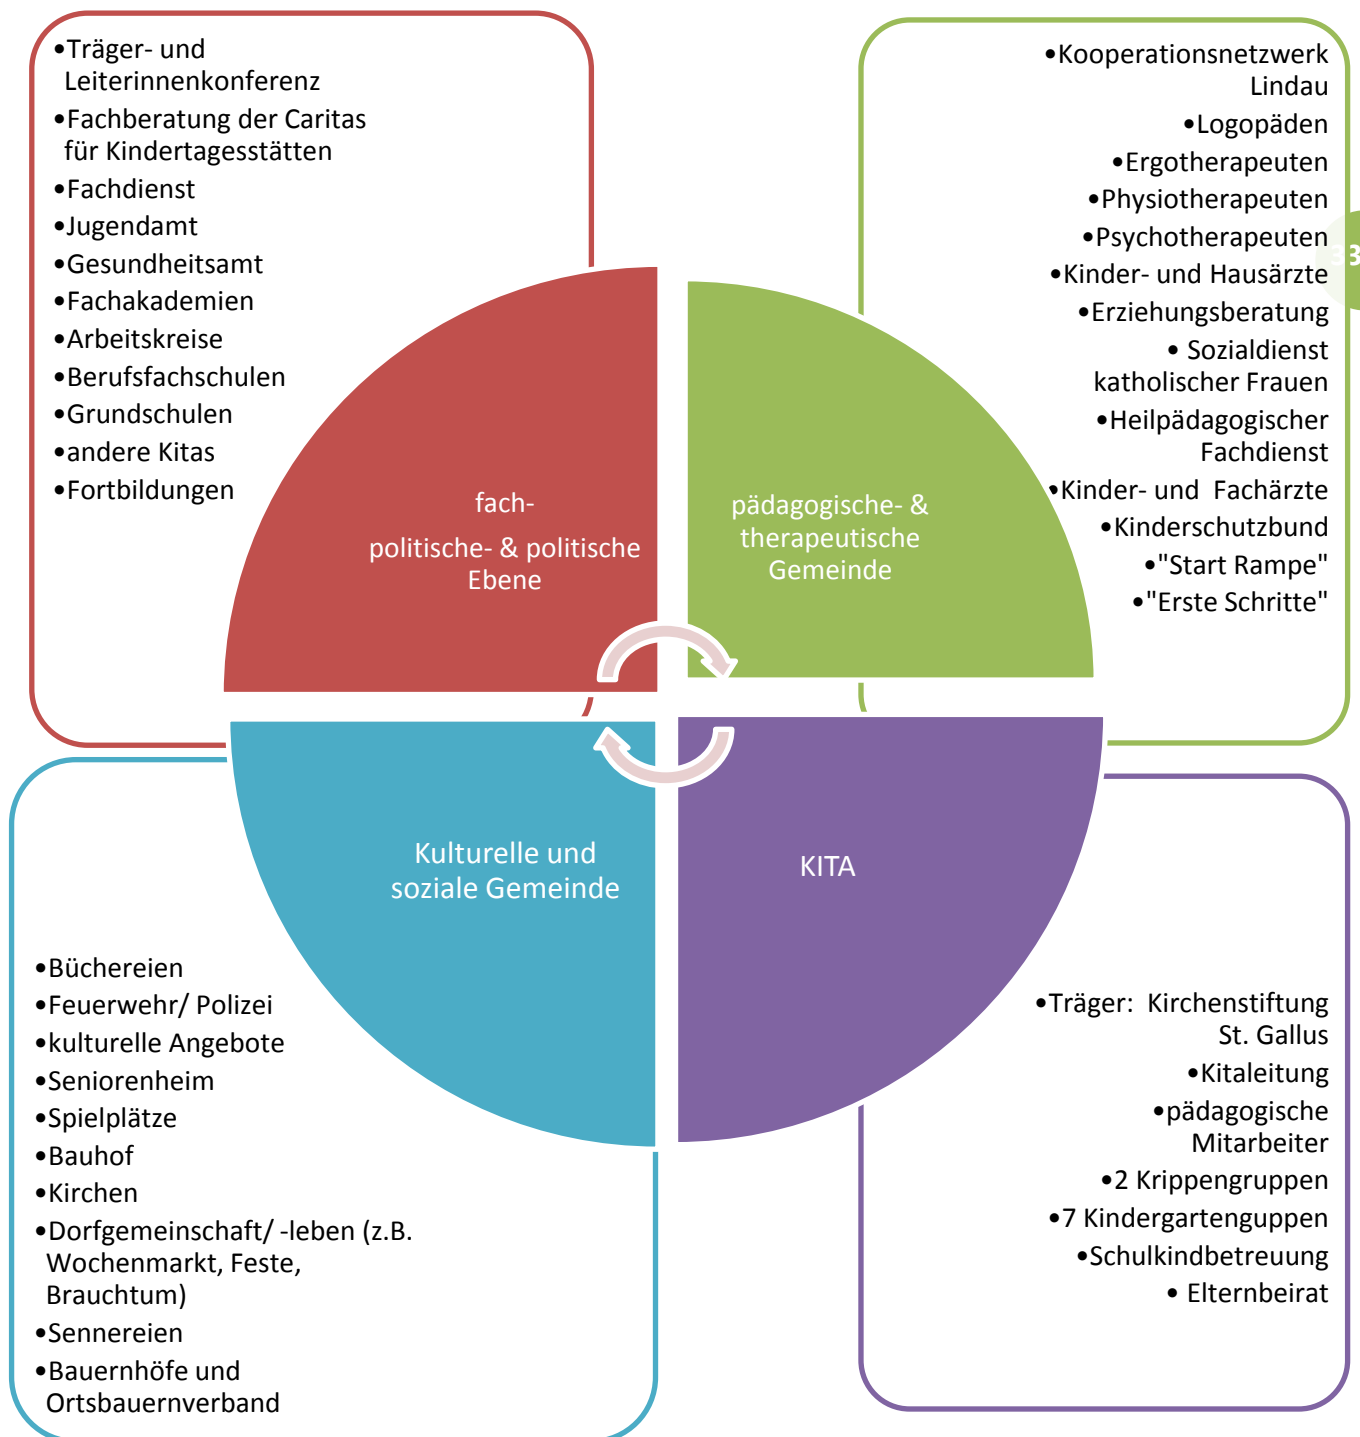 •Träger- und
Leiterinnenkonferenz
•Fachberatung der Caritas
für Kindertagesstätten
•Fachdienst
•Jugendamt
•Gesundheitsamt
•Fachakademien
•Arbeitskreise
•Berufsfachschulen
•Grundschulen
•andere Kitas
•Fortbildungen
•Kooperationsnetzwerk
Lindau
•Logopäden
•Ergotherapeuten
•Physiotherapeuten
•Psychotherapeuten
•Kinder- und Hausärzte
•Erziehungsberatung
• Sozialdienst
katholischer Frauen
•Heilpädagogischer
Fachdienst
•Kinder- und  Fachärzte
•Kinderschutzbund
•"Start Rampe"
•"Erste Schritte"
33
fach-
politische- & politische
Ebene
pädagogische- &
therapeutische
Gemeinde
Kulturelle und
soziale Gemeinde
KITA
•Büchereien
•Feuerwehr/ Polizei
•kulturelle Angebote
•Seniorenheim
•Spielplätze
•Bauhof
•Kirchen
•Dorfgemeinschaft/ -leben (z.B.
Wochenmarkt, Feste,
Brauchtum)
•Sennereien
•Bauernhöfe und
Ortsbauernverband
•Träger:  Kirchenstiftung
St. Gallus
•Kitaleitung
•pädagogische
Mitarbeiter
•2 Krippengruppen
•7 Kindergartenguppen
•Schulkindbetreuung
• Elternbeirat